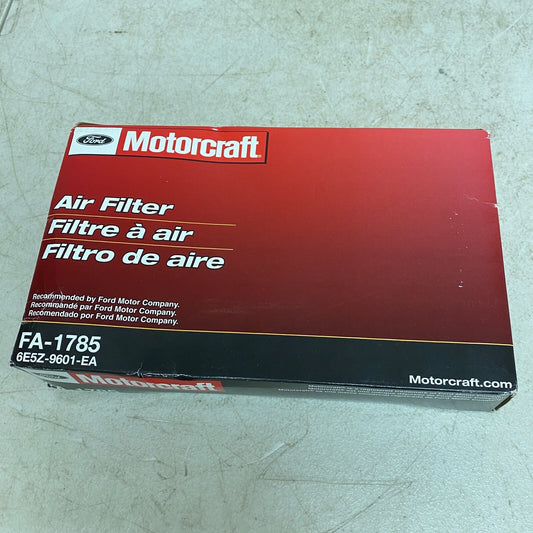 Ford
Motorcraft
Air Filter
Filtre à air
Filtro de aire
Recommended by Ford Motor Company.
Recommandé par Ford Motor Company.
Recomendado por Ford Motor Company.
FA-1785
6E5Z-9601-EA
Motorcraft.com
Motorcraft